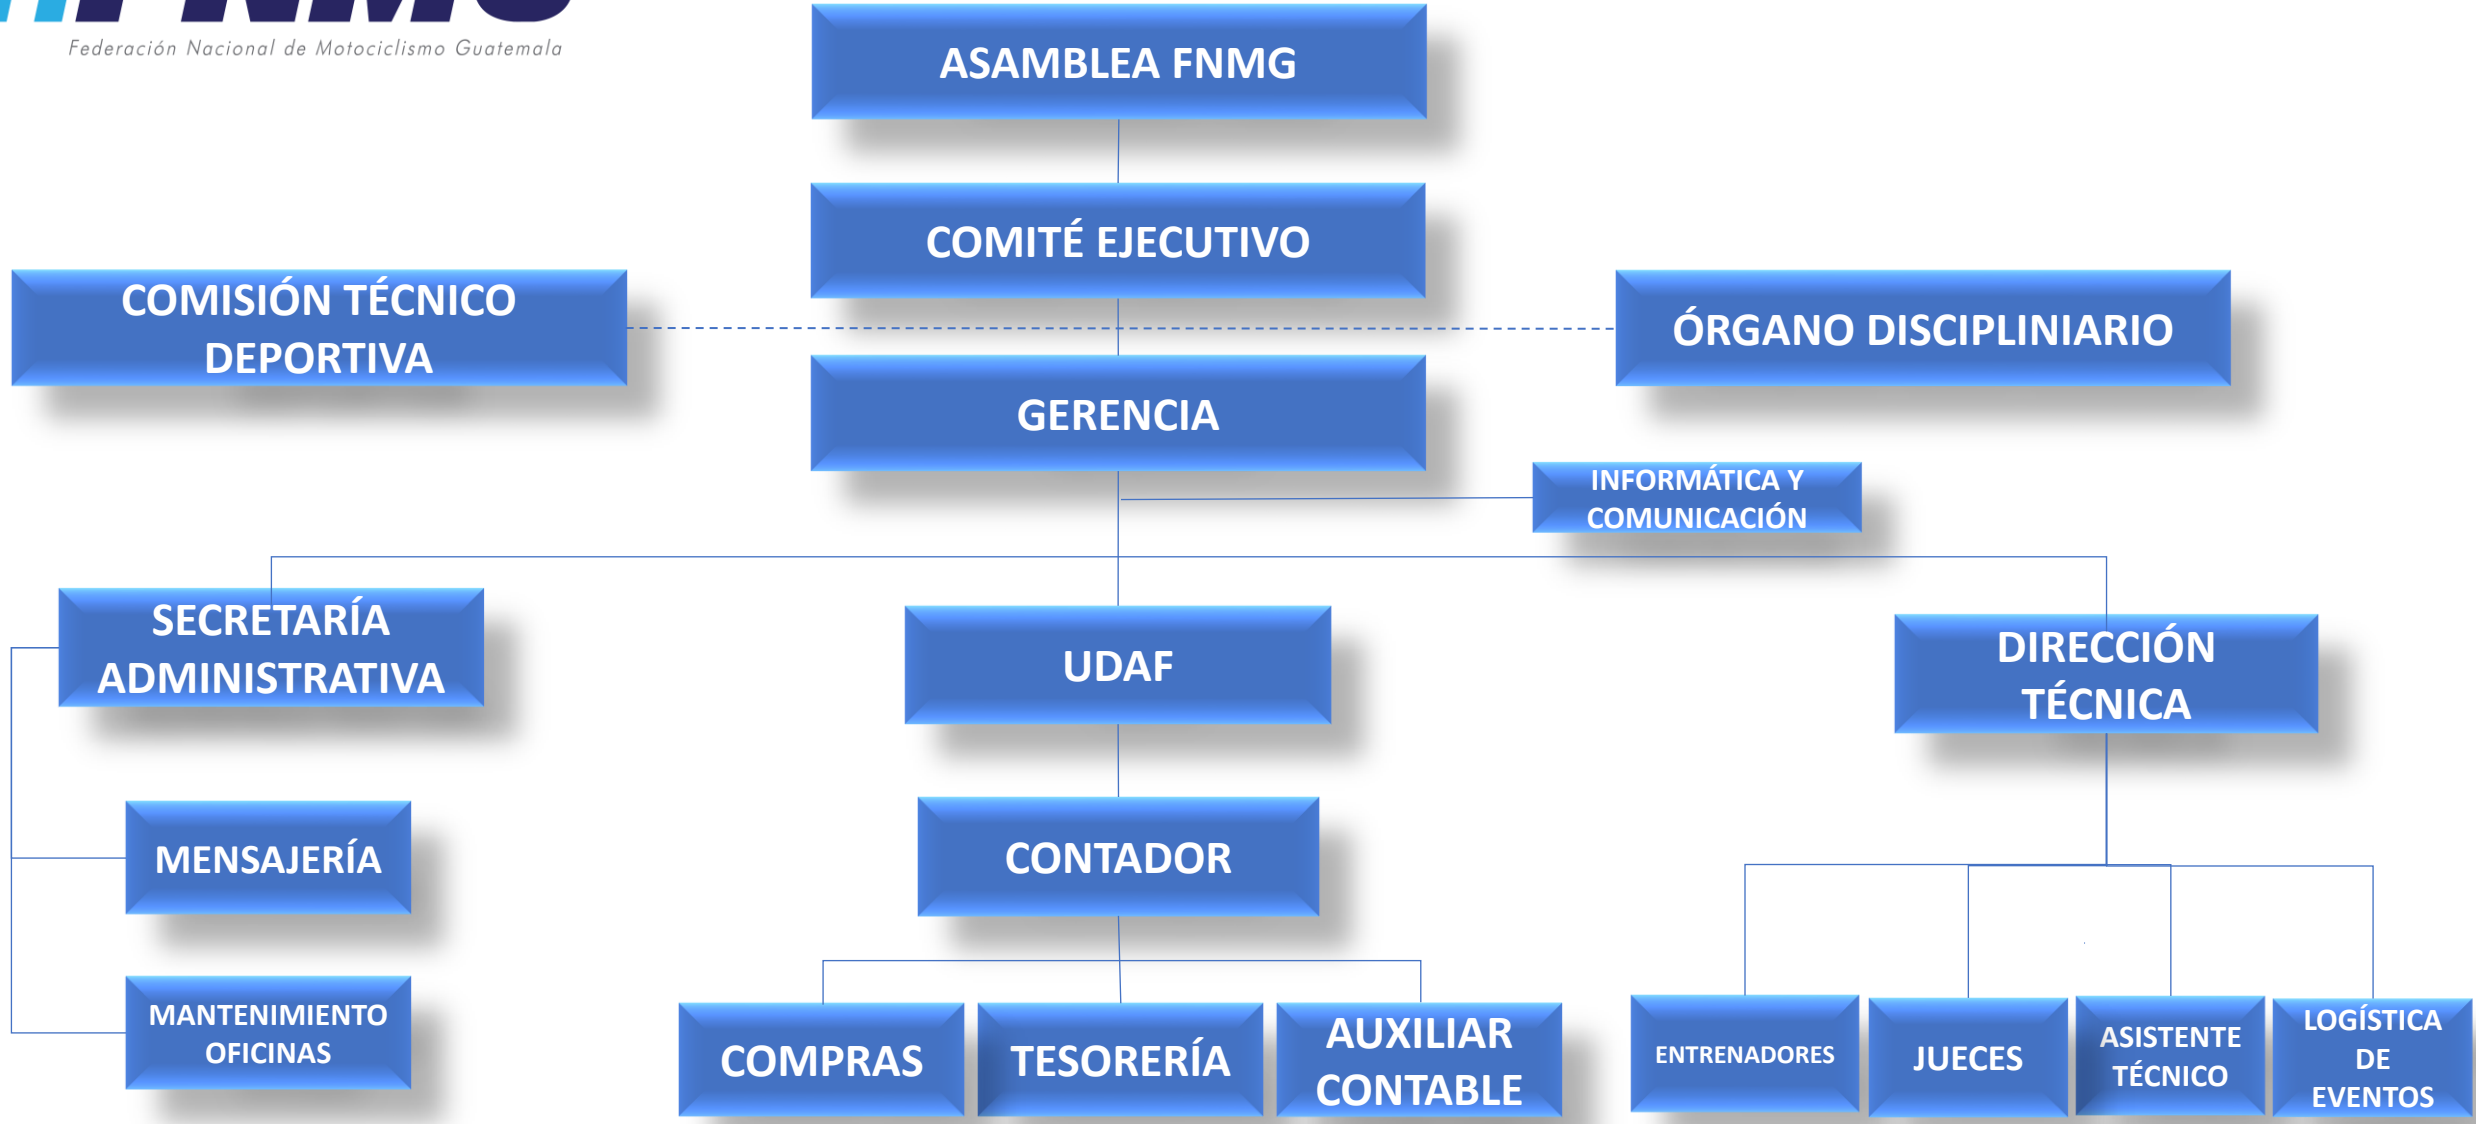 Federación Nacional de Motociclismo Guatemala
ASAMBLEA FNMG
COMITÉ EJECUTIVO
COMISIÓN TÉCNICO
DEPORTIVA
ÓRGANO DISCIPLINIARIO
GERENCIA
INFORMÁTICA Y
COMUNICACIÓN
SECRETARÍA
ADMINISTRATIVA
UDAF
DIRECCIÓN
TÉCNICA
MENSAJERÍA
CONTADOR
MANTENIMIENTO
OFICINAS
COMPRAS
TESORERÍA
AUXILIAR
CONTABLE
ENTRENADORES
JUECES
ASISTENTE
TÉCNICO
LOGÍSTICA
DE
EVENTOS